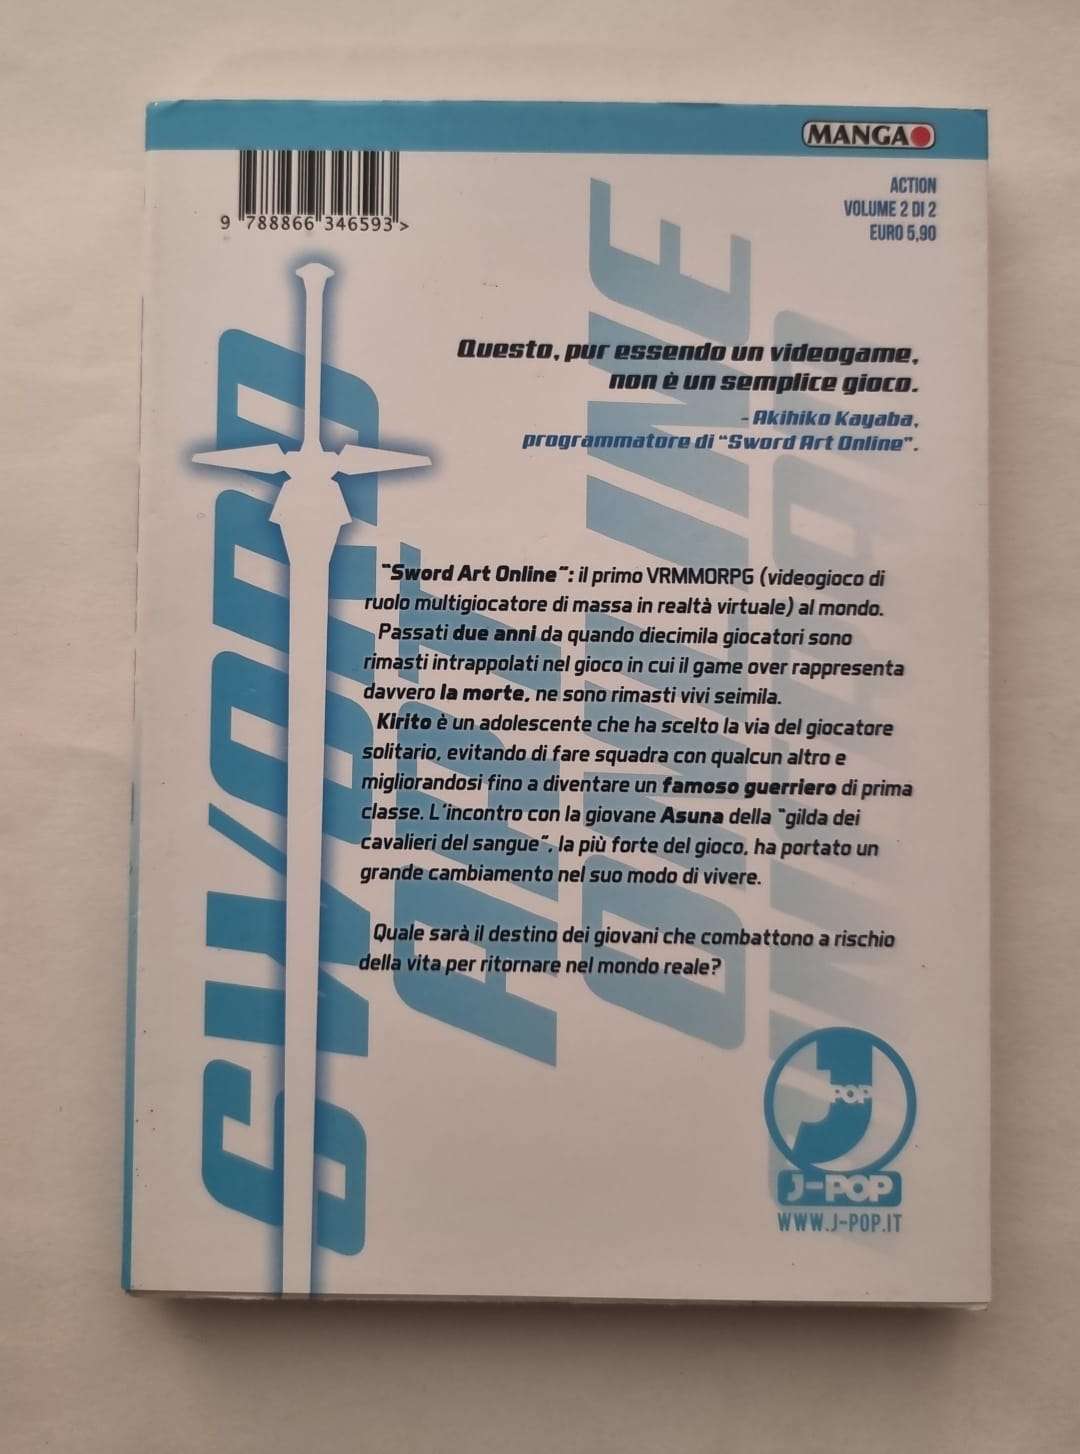 MANGA
ACTION
VOLUME 2 DI 2
EURO 5,90
9 788866 346593 >
Questo, pur essendo un videogame,
non è un semplice gioco.
- Akihiko Kayaba,
programmatore di “Sword Art Online”.
“Sword Art Online”: il primo VRMMORPG (videogioco di
ruolo multigiocatore di massa in realtà virtuale) al mondo.
Passati due anni da quando diecimila giocatori sono
rimasti intrappolati nel gioco in cui il game over rappresenta
davvero la morte, ne sono rimasti vivi seimila.
Kirito è un adolescente che ha scelto la via del giocatore
solitario, evitando di fare squadra con qualcun altro e
migliorandosi fino a diventare un famoso guerriero di prima
classe. L'incontro con la giovane Asuna della “gilda dei
cavalieri del sangue”, la più forte del gioco, ha portato un
grande cambiamento nel suo modo di vivere.
Quale sarà il destino dei giovani che combattono a rischio
della vita per ritornare nel mondo reale?
SWORD
ART
ONLINE
AINCRAD
J-POP
J-POP
WWW.J-POP.IT